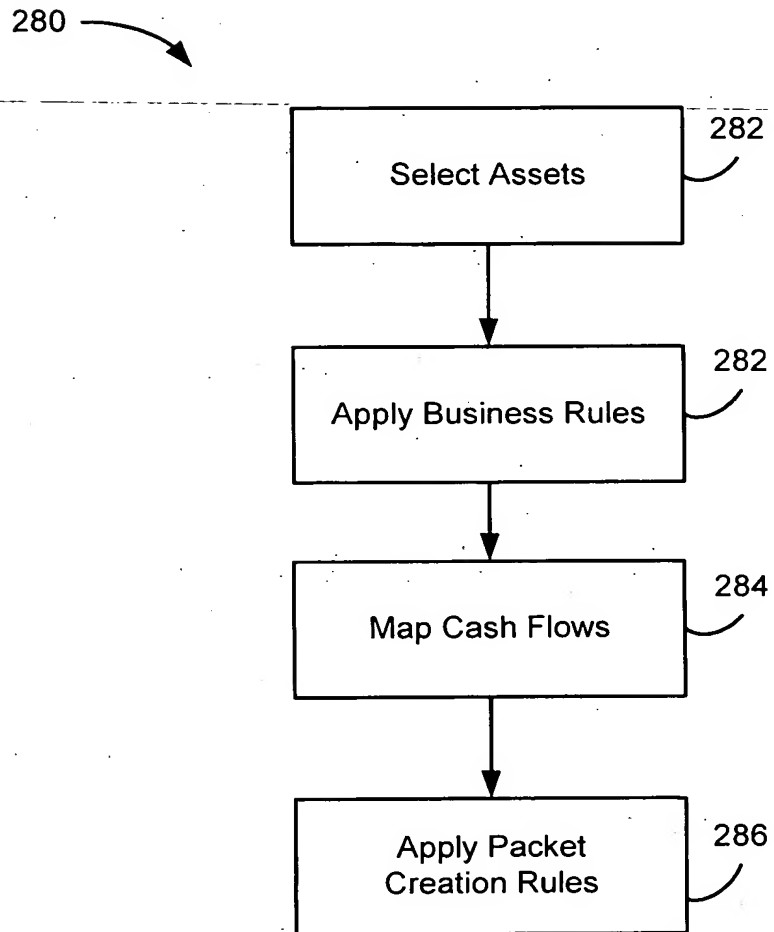 280
282
Select Assets
282
Apply Business Rules
284
Map Cash Flows
286
Apply Packet
Creation Rules